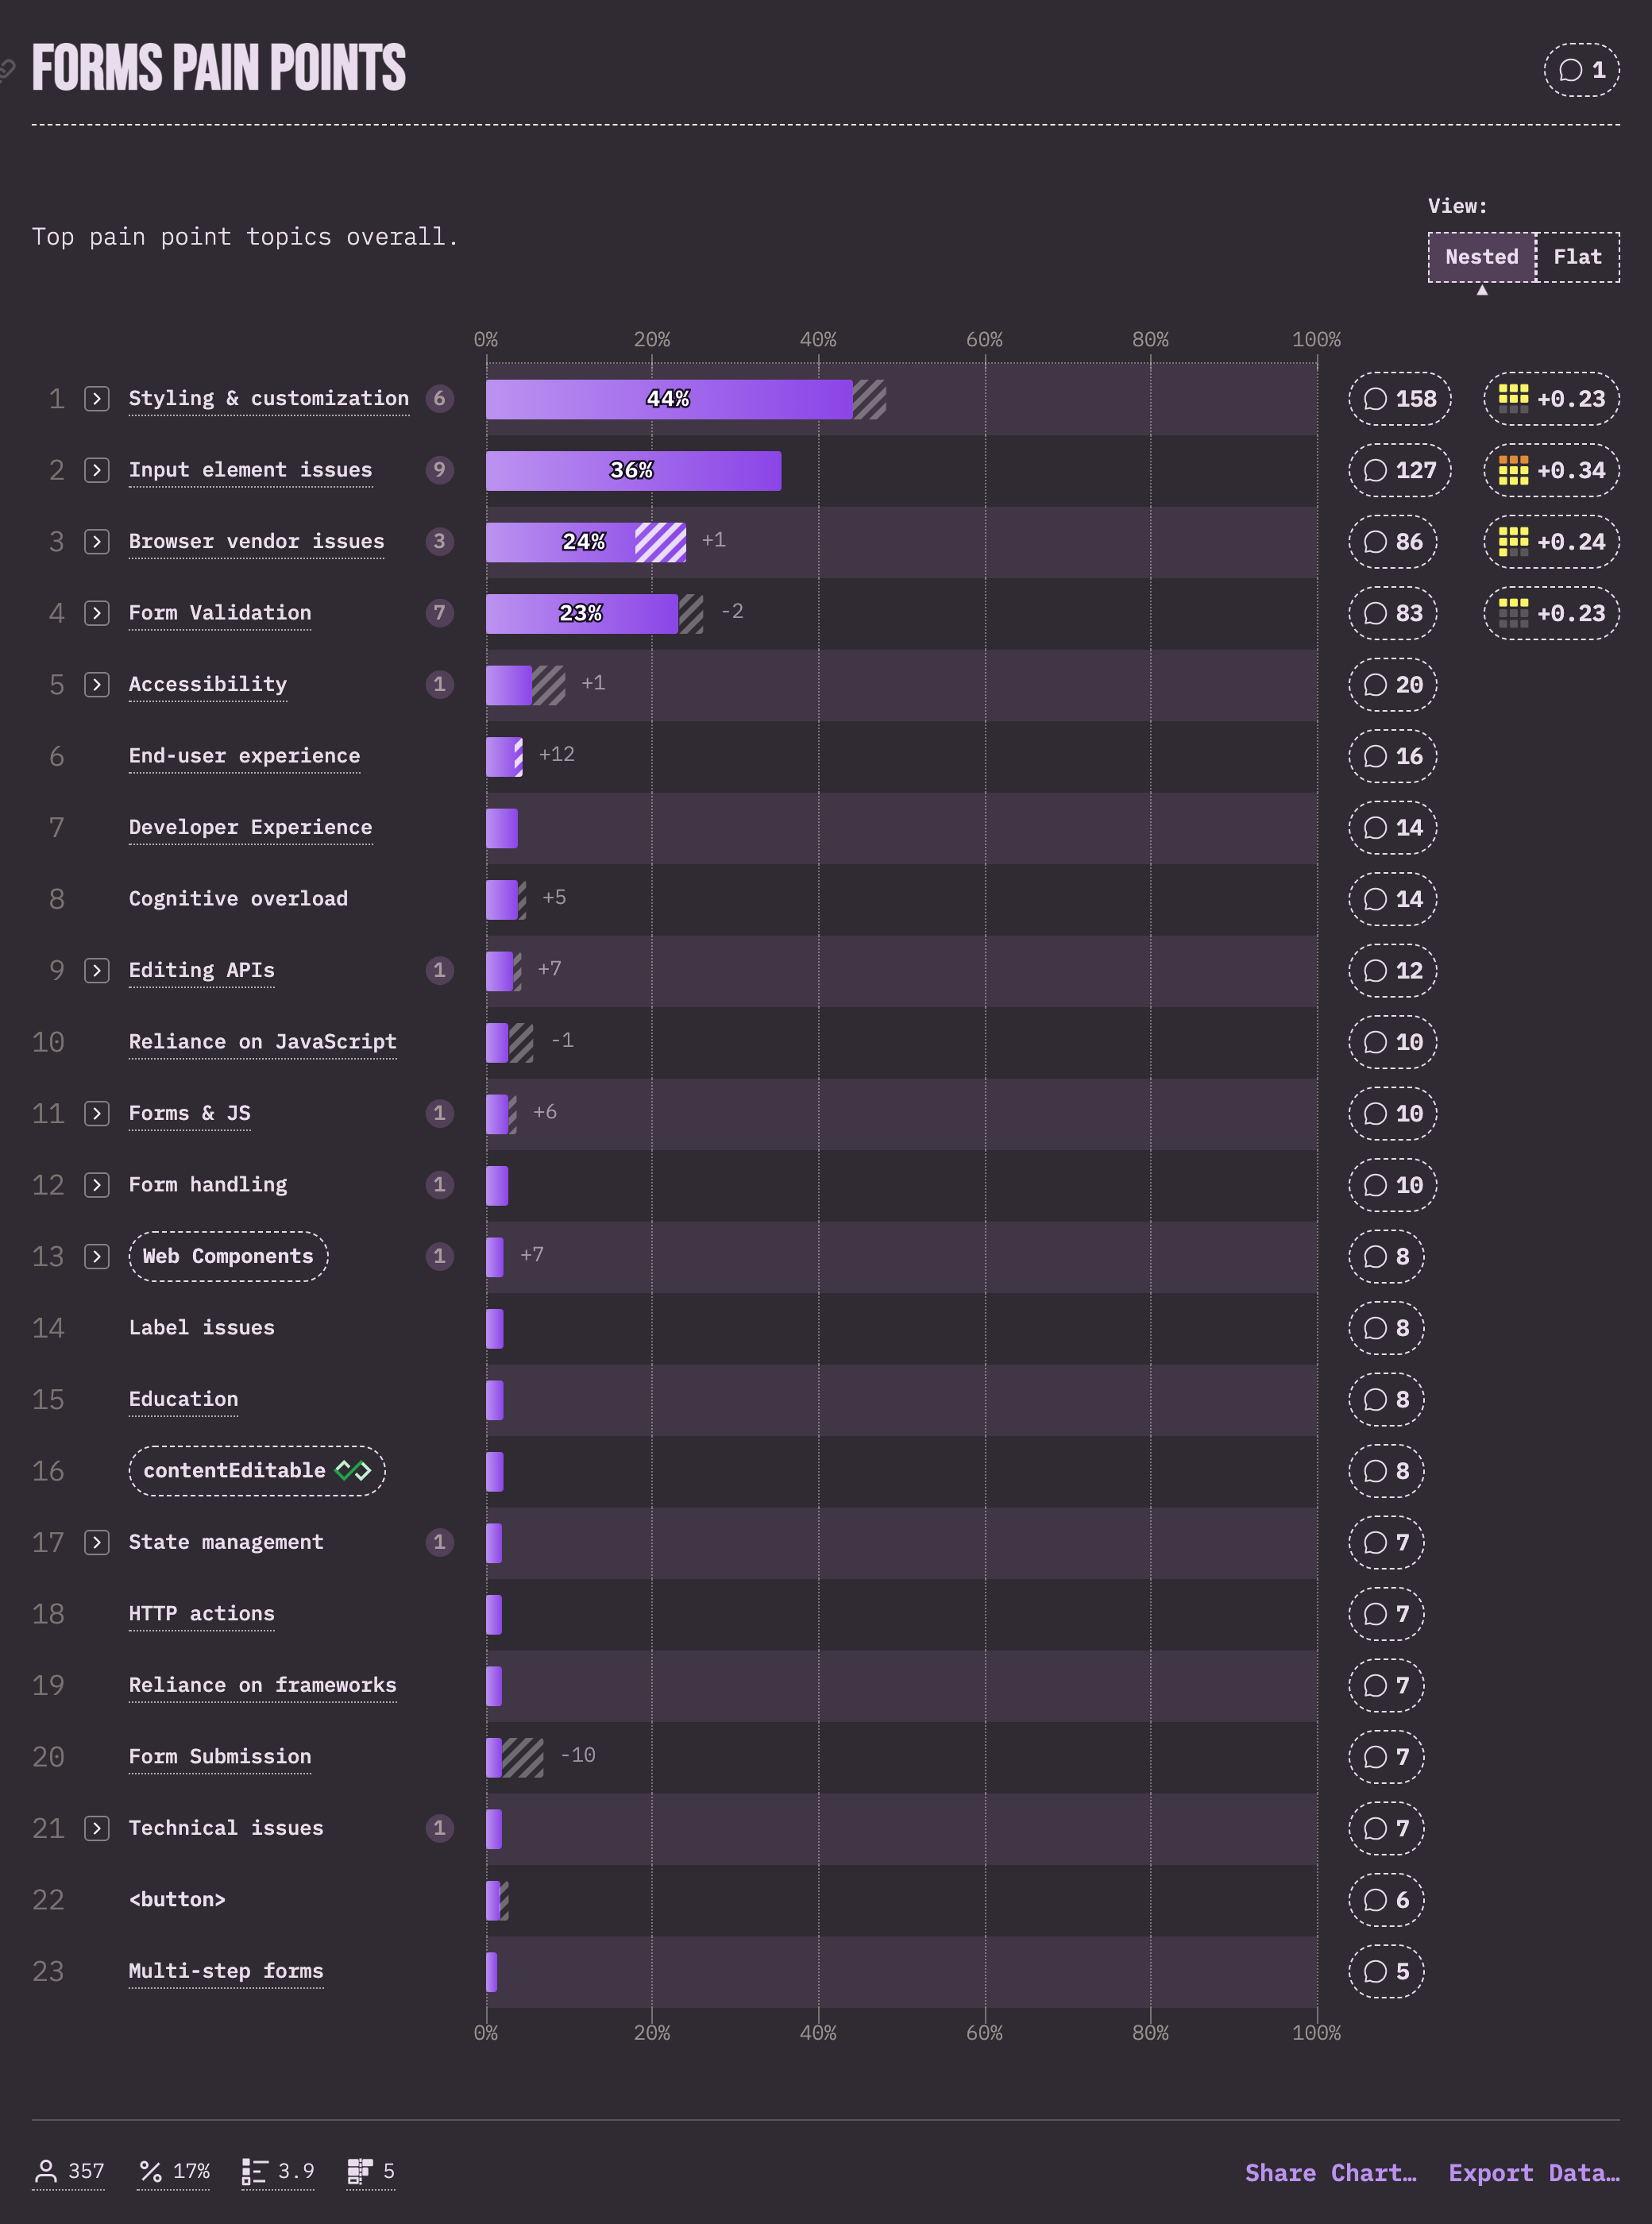 FORMS PAIN POINTS
1
Top pain point topics overall.
View:
Nested Flat
0% 20% 40% 60% 80% 100%
1 Styling & customization 6 44% 158 +0.23
2 Input element issues 9 36% 127 +0.34
3 Browser vendor issues 3 24% +1 86 +0.24
4 Form Validation 7 23% -2 83 +0.23
5 Accessibility 1 +1 20
6 End-user experience +12 16
7 Developer Experience 14
8 Cognitive overload +5 14
9 Editing APIs 1 +7 12
10 Reliance on JavaScript -1 10
11 Forms & JS 1 +6 10
12 Form handling 1 10
13 Web Components 1 +7 8
14 Label issues 8
15 Education 8
16 contentEditable 8
17 State management 1 7
18 HTTP actions 7
19 Reliance on frameworks 7
20 Form Submission -10 7
21 Technical issues 1 7
22 <button> 6
23 Multi-step forms 5
0% 20% 40% 60% 80% 100%
357 17% 3.9 5 Share Chart… Export Data…